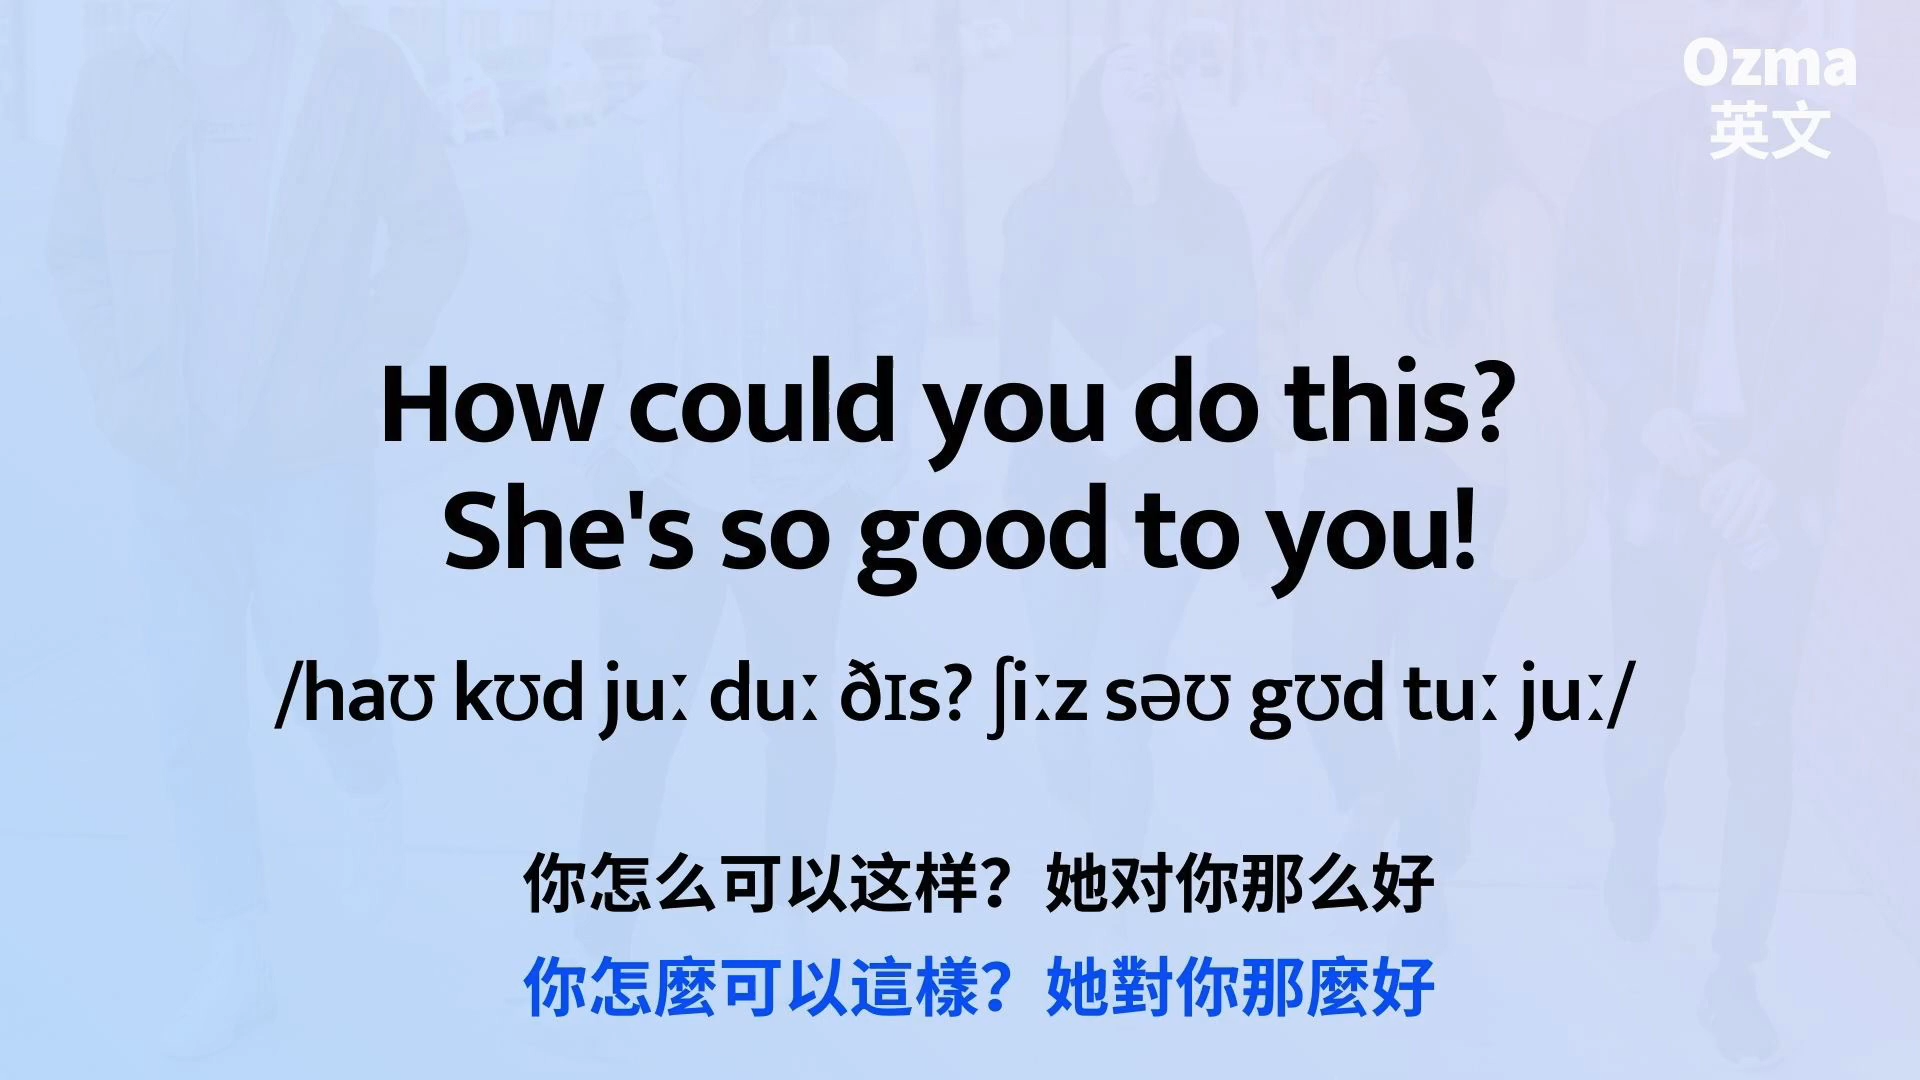 Ozma
英文
How could you do this?
She's so good to you!
/haʊ kʊd juː duː ðɪs? ʃiːz səʊ gʊd tuː juː/
你怎么可以这样？她对你那么好
你怎麼可以這樣？她對你那麼好